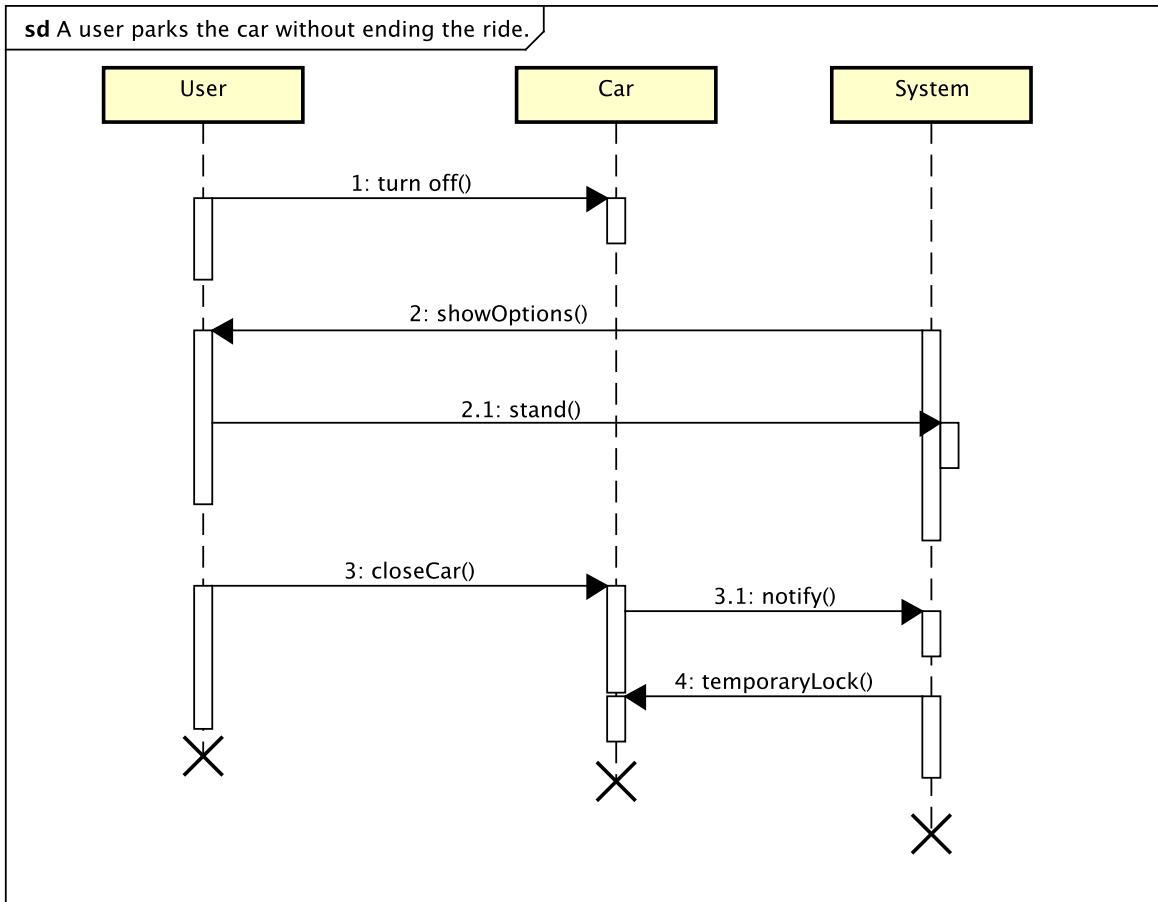 sd A user parks the car without ending the ride.
User
Car
System
1: turn off()
2: showOptions()
2.1: stand()
3: closeCar()
3.1: notify()
4: temporaryLock()